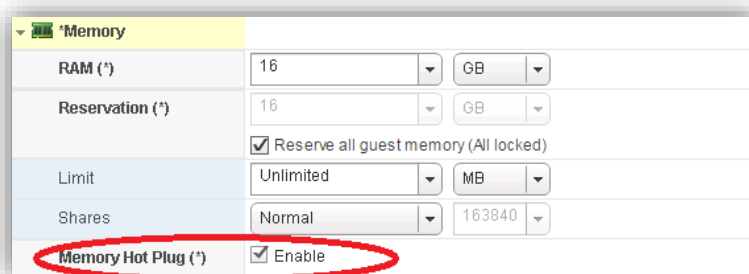 *Memory
RAM (*) 16 GB
Reservation (*) 16 GB
Reserve all guest memory (All locked)
Limit Unlimited MB
Shares Normal 163840
Memory Hot Plug (*) Enable